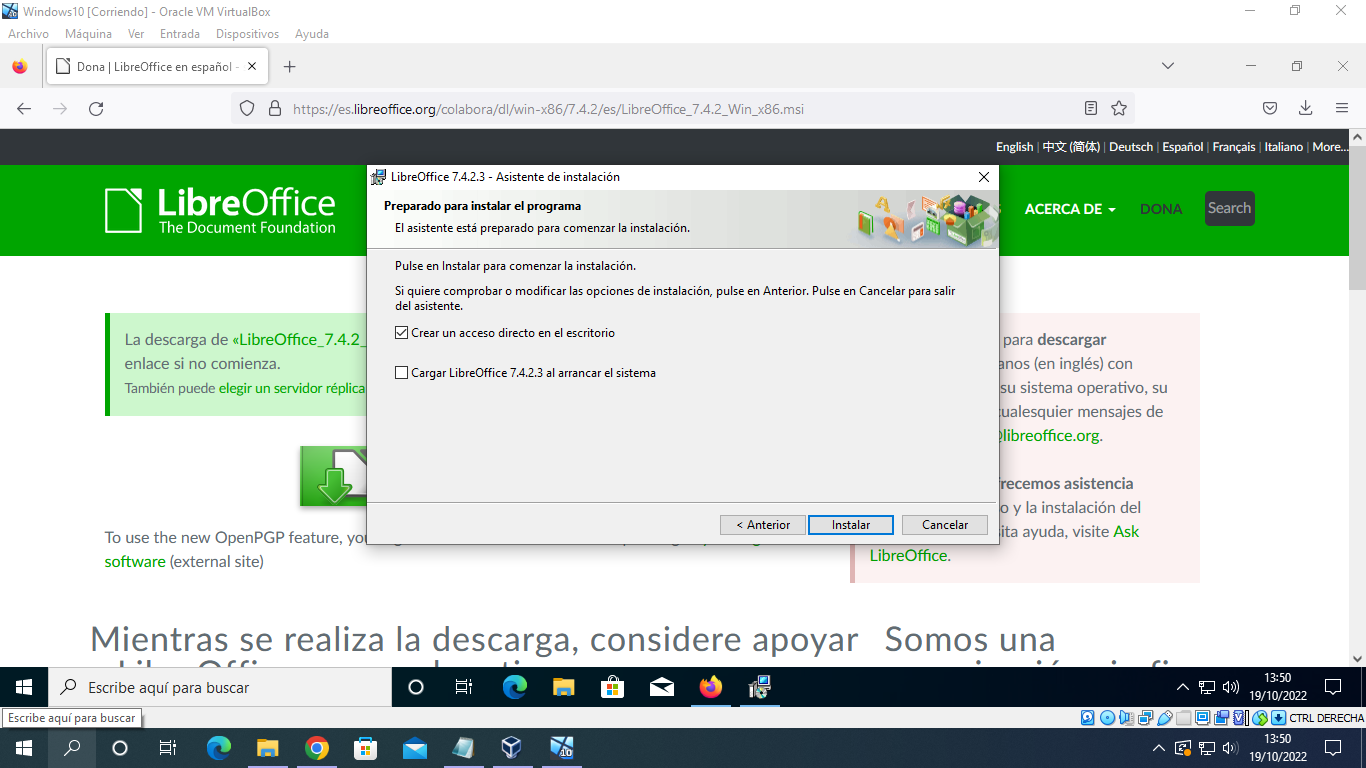 Windows10 [Corriendo] - Oracle VM VirtualBox
Archivo Máquina Ver Entrada Dispositivos Ayuda
Dona | LibreOffice en español -
https://es.libreoffice.org/colabora/dl/win-x86/7.4.2/es/LibreOffice_7.4.2_Win_x86.msi
English | 中文 (简体) | Deutsch | Español | Français | Italiano | More...
LibreOffice
The Document Foundation
ACERCA DE
DONA
Search
LibreOffice 7.4.2.3 - Asistente de instalación
Preparado para instalar el programa
El asistente está preparado para comenzar la instalación.
Pulse en Instalar para comenzar la instalación.
Si quiere comprobar o modificar las opciones de instalación, pulse en Anterior. Pulse en Cancelar para salir
del asistente.
Crear un acceso directo en el escritorio
Cargar LibreOffice 7.4.2.3 al arrancar el sistema
< Anterior
Instalar
Cancelar
La descarga de «LibreOffice_7.4.2_
enlace si no comienza.
También puede elegir un servidor réplica
To use the new OpenPGP feature, you
software (external site)
para descargar
anos (en inglés) con
su sistema operativo, su
cualesquier mensajes de
@libreoffice.org.
recemos asistencia
o y la instalación del
sita ayuda, visite Ask
LibreOffice.
Mientras se realiza la descarga, considere apoyar
Somos una
Escribe aquí para buscar
13:50
19/10/2022
Escribe aquí para buscar
CTRL DERECHA
13:50
19/10/2022